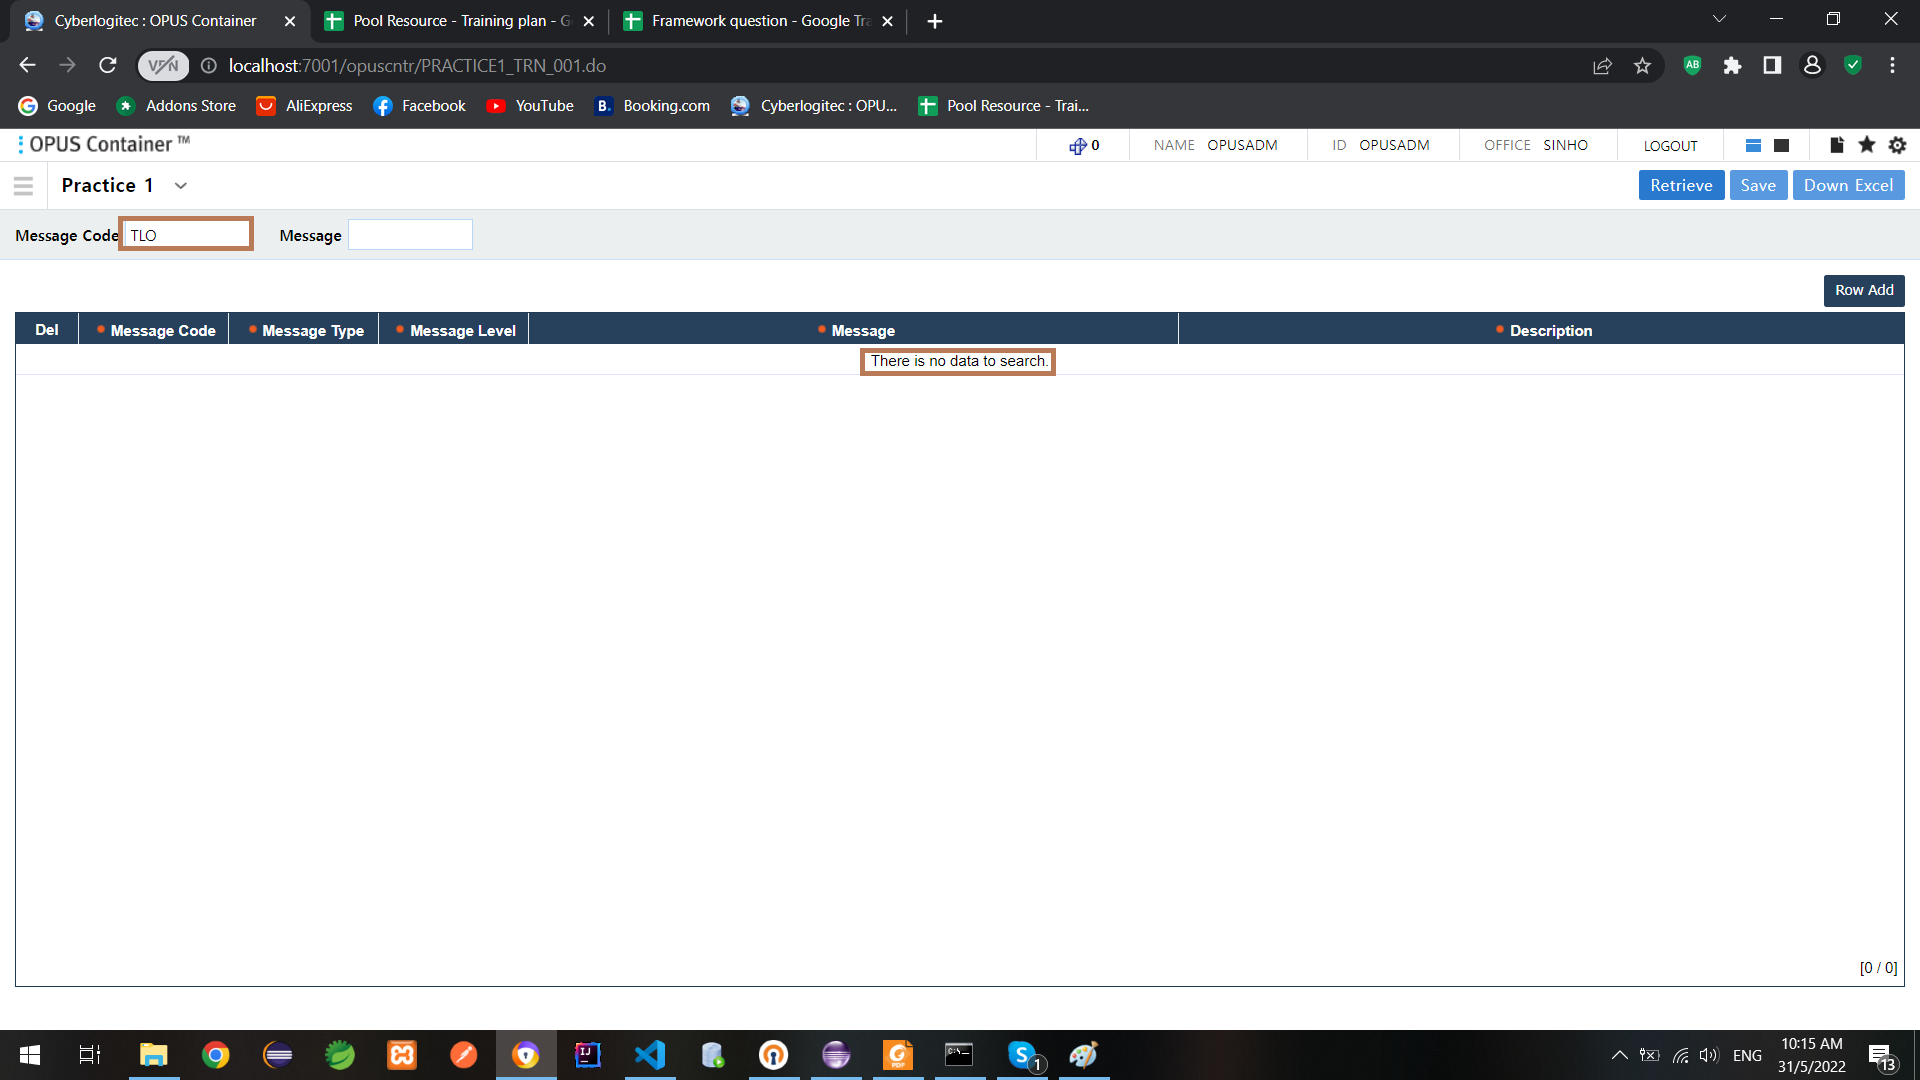 Cyberlogitec : OPUS Container
Pool Resource - Training plan - G
Framework question - Google Tra
VPN
localhost:7001/opuscntr/PRACTICE1_TRN_001.do
AB
Google
Addons Store
AliExpress
Facebook
YouTube
B.
Booking.com
Cyberlogitec : OPU...
Pool Resource - Trai...
OPUS Container ™
0
NAME OPUSADM
ID OPUSADM
OFFICE SINHO
LOGOUT
Practice 1
Retrieve
Save
Down Excel
Message Code TLO
Message
Row Add
Del
Message Code
Message Type
Message Level
Message
Description
There is no data to search.
[0 / 0]
IJ
PDF
C:\
S
1
ENG
10:15 AM
31/5/2022
13